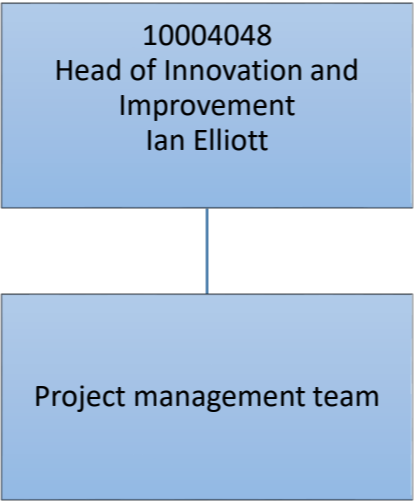 10004048
Head of Innovation and
Improvement
Ian Elliott
Project management team